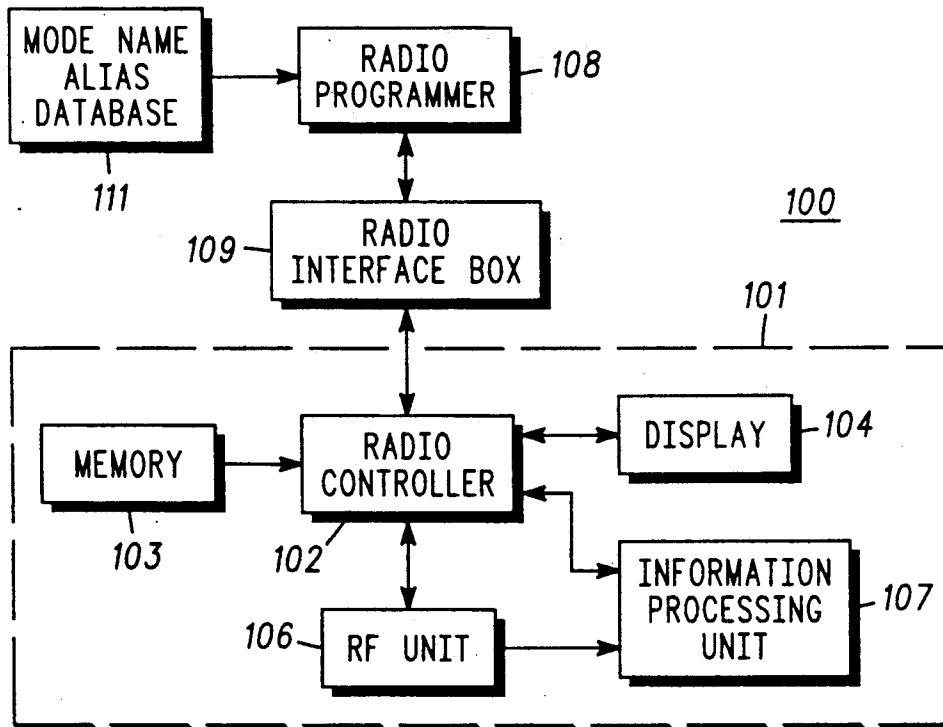 MODE NAME
ALIAS
DATABASE
111
RADIO
PROGRAMMER
108
109
RADIO
INTERFACE BOX
100
101
MEMORY
103
RADIO
CONTROLLER
102
DISPLAY
104
106
RF UNIT
INFORMATION
PROCESSING
UNIT
107